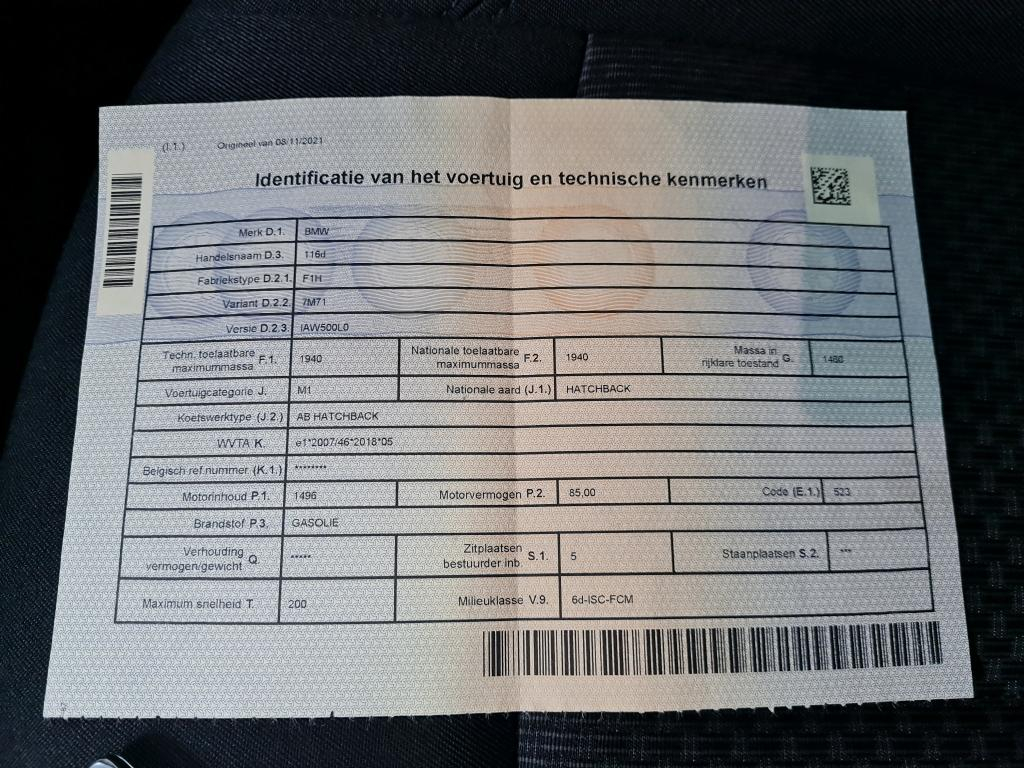 (I.1.) Origineel van 08/11/2021
Identificatie van het voertuig en technische kenmerken
Merk D.1. BMW
Handelsnaam D.3. 116d
Fabriekstype D.2.1. F1H
Variant D.2.2. 7M71
Versie D.2.3. IAW500L0
Techn. toelaatbare maximummassa F.1. 1940 Nationale toelaatbare maximummassa F.2. 1940 Massa in rijklare toestand G. 1480
Voertuigcategorie J. M1 Nationale aard (J.1.) HATCHBACK
Koetswerktype (J.2.) AB HATCHBACK
WVTA K. e1*2007/46*2018*05
Belgisch ref.nummer (K.1.) ********
Motorinhoud P.1. 1496 Motorvermogen P.2. 85,00 Code (E.1.) 523
Brandstof P.3. GASOLIE
Verhouding vermogen/gewicht Q. ***** Zitplaatsen bestuurder inb. S.1. 5 Staanplaatsen S.2. ***
Maximum snelheid T. 200 Milieuklasse V.9. 6d-ISC-FCM